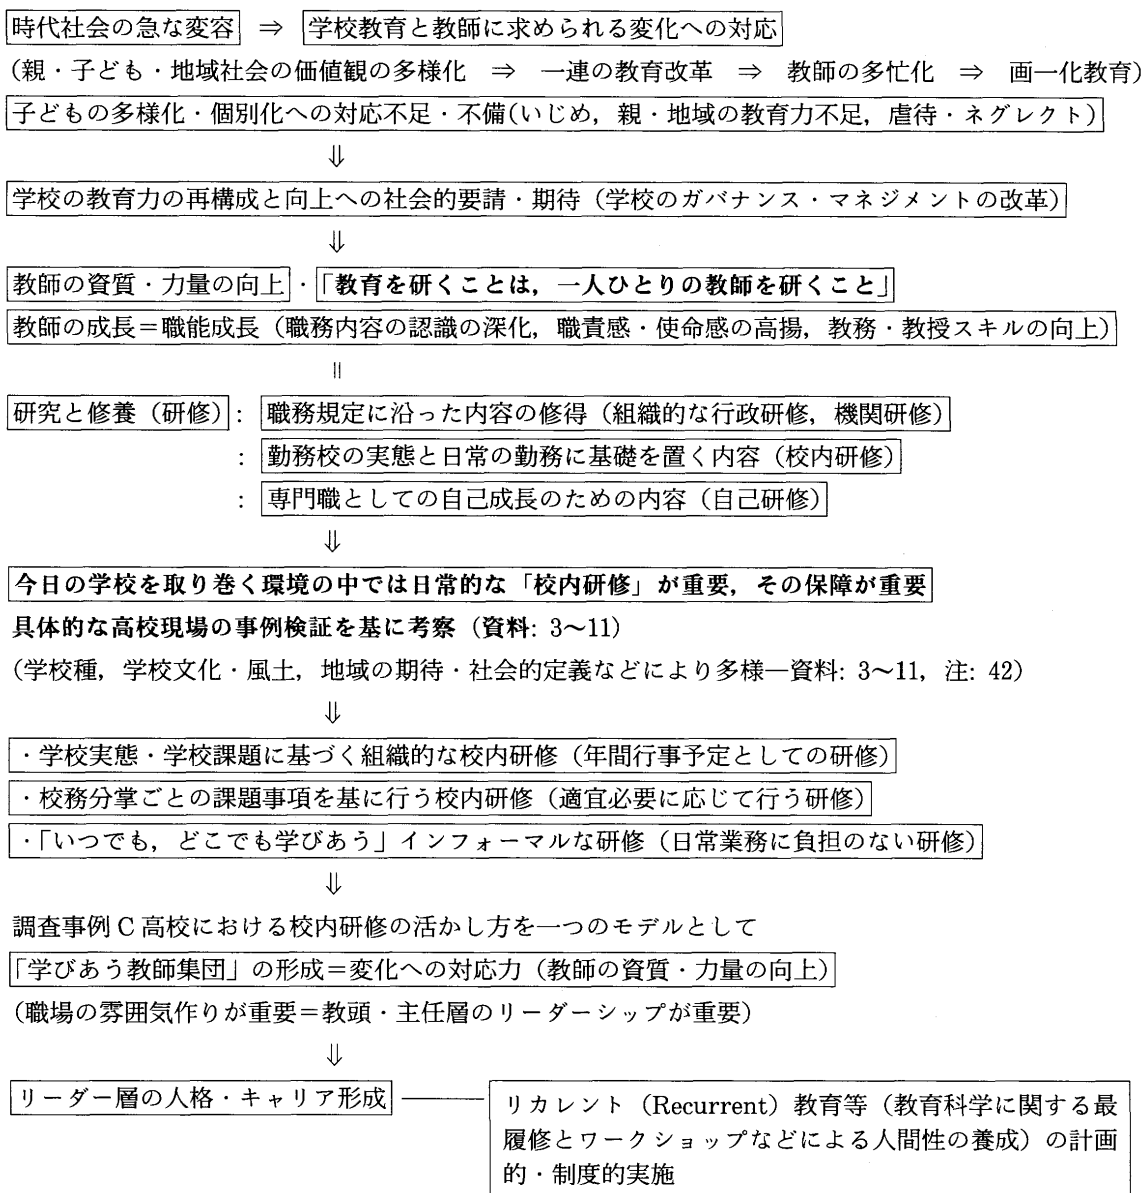 時代社会の急な変容 ⇒ 学校教育と教師に求められる変化への対応
(親・子ども・地域社会の価値観の多様化 ⇒ 一連の教育改革 ⇒ 教師の多忙化 ⇒ 画一化教育)
子どもの多様化・個別化への対応不足・不備(いじめ,親・地域の教育力不足,虐待・ネグレクト)
⇓
学校の教育力の再構成と向上への社会的要請・期待(学校のガバナンス・マネジメントの改革)
⇓
教師の資質・力量の向上・「教育を研くことは,一人ひとりの教師を研くこと」
教師の成長=職能成長(職務内容の認識の深化,職責感・使命感の高揚,教務・教授スキルの向上)
||
研究と修養(研修): 職務規定に沿った内容の修得(組織的な行政研修,機関研修)
: 勤務校の実態と日常の勤務に基礎を置く内容(校内研修)
: 専門職としての自己成長のための内容(自己研修)
⇓
今日の学校を取り巻く環境の中では日常的な「校内研修」が重要,その保障が重要
具体的な高校現場の事例検証を基に考察(資料: 3〜11)
(学校種,学校文化・風土,地域の期待・社会的定義などにより多様―資料: 3〜11,注: 42)
⇓
・学校実態・学校課題に基づく組織的な校内研修(年間行事予定としての研修)
・校務分掌ごとの課題事項を基に行う校内研修(適宜必要に応じて行う研修)
・「いつでも,どこでも学びあう」インフォーマルな研修(日常業務に負担のない研修)
⇓
調査事例C高校における校内研修の活かし方を一つのモデルとして
「学びあう教師集団」の形成=変化への対応力(教師の資質・力量の向上)
(職場の雰囲気作りが重要=教頭・主任層のリーダーシップが重要)
⇓
リーダー層の人格・キャリア形成
リカレント(Recurrent)教育等(教育科学に関する最
履修とワークショップなどによる人間性の養成)の計画
的・制度的実施